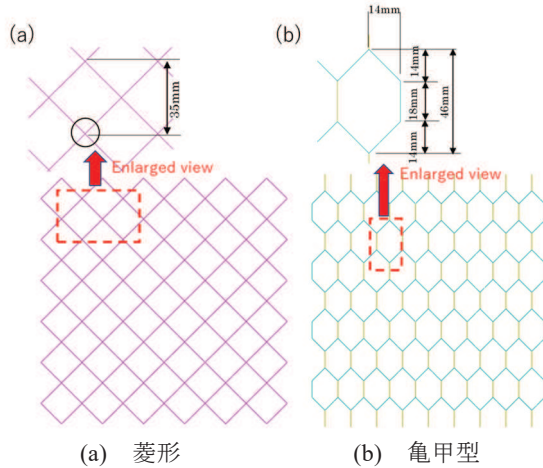 (a)
35mm
Enlarged view
(b)
14mm
14mm
18mm
14mm
46mm
Enlarged view
(a) 菱形
(b) 亀甲型